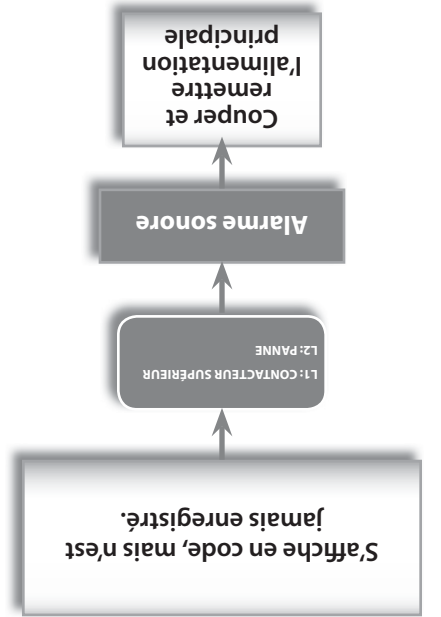 S'affiche en code, mais n'est
jamais enregistré.
L1: CONTACTEUR SUPÉRIEUR
L2: PANNE
Alarme sonore
Couper et
remettre
l'alimentation
principale